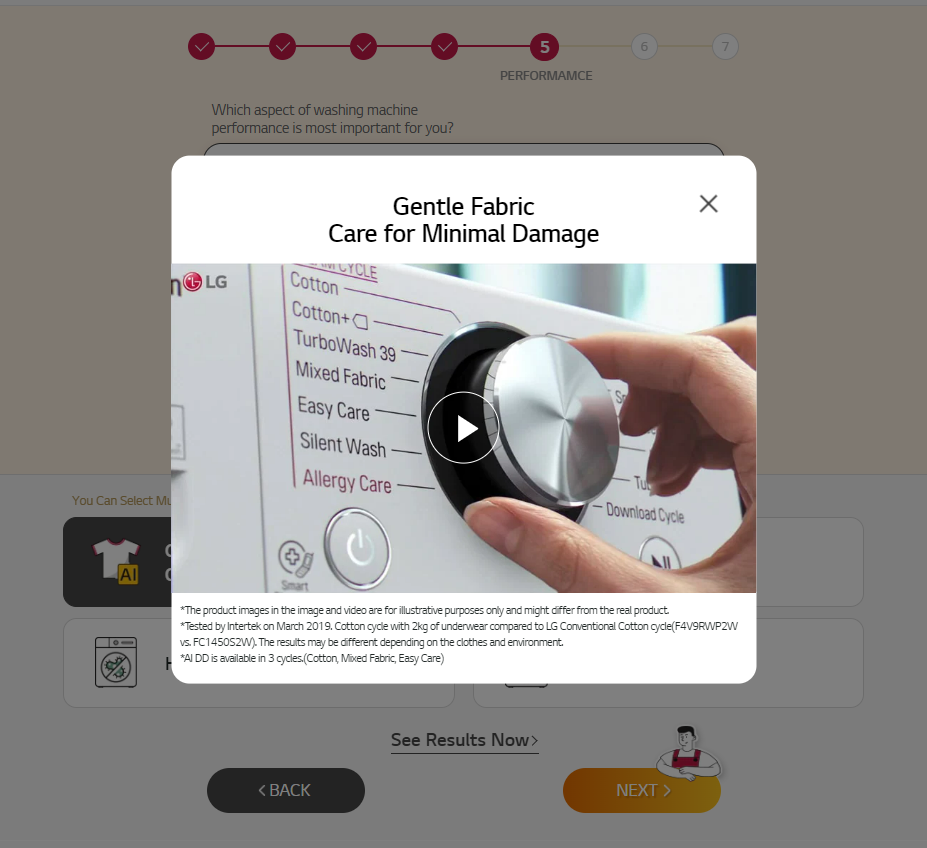 5
6
7
PERFORMAMCE
Which aspect of washing machine
performance is most important for you?
Gentle Fabric
Care for Minimal Damage
LG
CYCLE
Cotton
Cotton+
TurboWash 39
Mixed Fabric
Easy Care
Silent Wash
Allergy Care
Download Cycle
Smart
*The product images in the image and video are for illustrative purposes only and might differ from the real product.
*Tested by Intertek on March 2019. Cotton cycle with 2kg of underwear compared to LG Conventional Cotton cycle(F4V9RWP2W
vs. FC1450S2W). The results may be different depending on the clothes and environment.
*AI DD is available in 3 cycles.(Cotton, Mixed Fabric, Easy Care)
You Can Select
AI
See Results Now>
< BACK
NEXT >